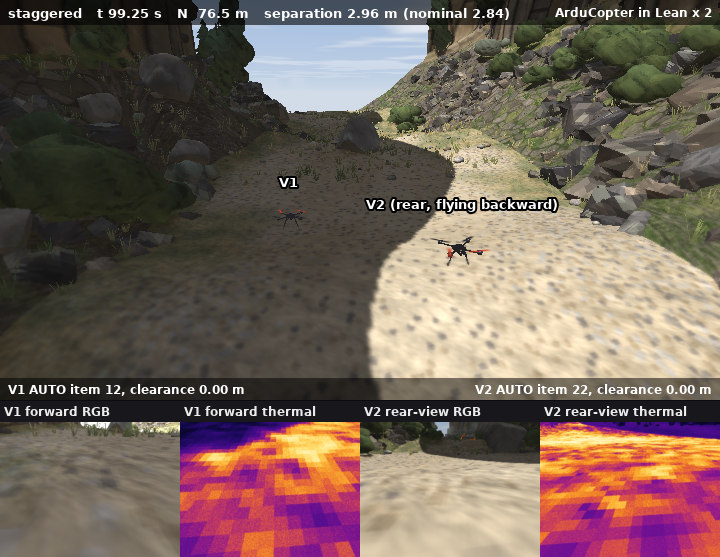 staggered t 99.25 s N 76.5 m separation 2.96 m (nominal 2.84) ArduCopter in Lean x 2
V1
V2 (rear, flying backward)
V1 AUTO item 12, clearance 0.00 m V2 AUTO item 22, clearance 0.00 m
V1 forward RGB V1 forward thermal V2 rear-view RGB V2 rear-view thermal